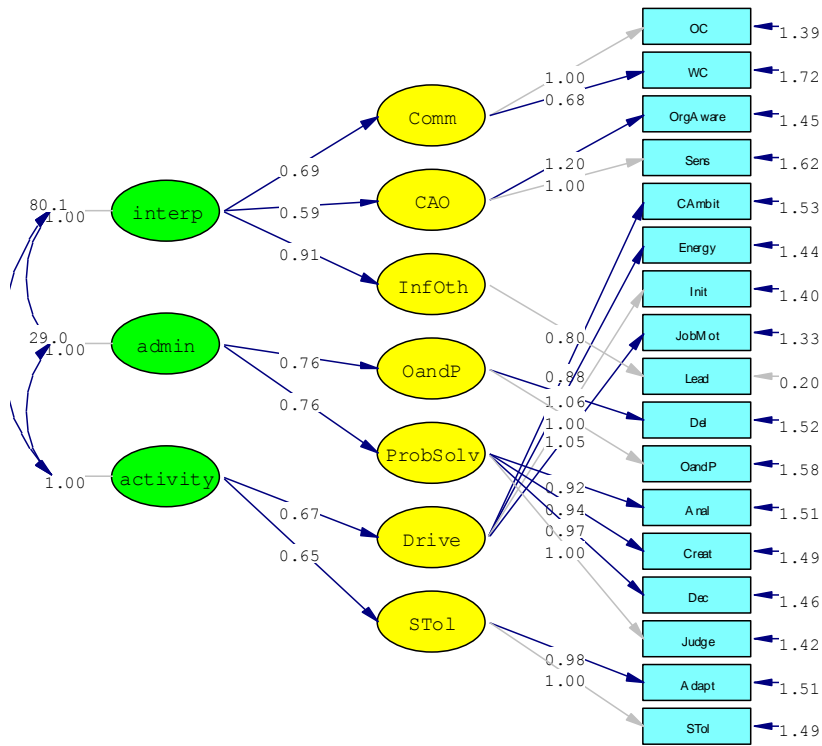 80.1
1.00
29.0
1.00
1.00
interp
admin
activity
0.69
0.59
0.91
0.76
0.76
0.67
0.65
Comm
CAO
InfOth
OandP
ProbSolv
Drive
STol
1.00
0.68
1.20
1.00
0.80
0.88
1.06
1.00
1.05
0.92
0.94
0.97
1.00
0.98
1.00
OC 1.39
WC 1.72
OrgAware 1.45
Sens 1.62
CAmbit 1.53
Energy 1.44
Init 1.40
JobMot 1.33
Lead 0.20
Del 1.52
OandP 1.58
Anal 1.51
Creat 1.49
Dec 1.46
Judge 1.42
Adapt 1.51
STol 1.49